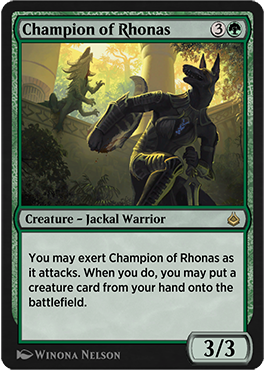 Champion of Rhonas 3
Creature – Jackal Warrior
You may exert Champion of Rhonas as
it attacks. When you do, you may put a
creature card from your hand onto the
battlefield.
Winona Nelson
3/3